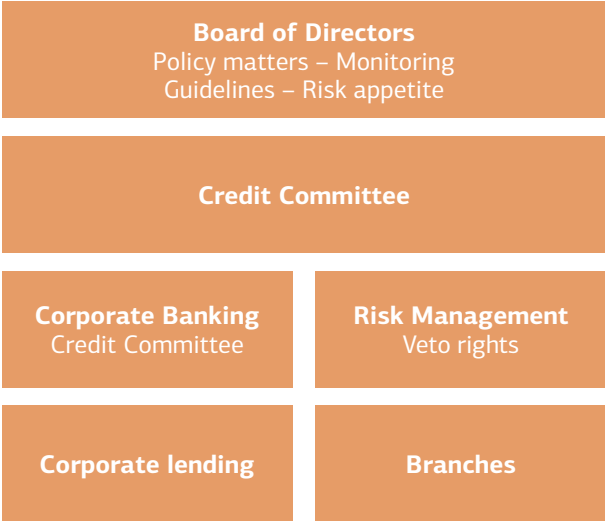 Board of Directors
Policy matters – Monitoring
Guidelines – Risk appetite
Credit Committee
Corporate Banking
Credit Committee
Risk Management
Veto rights
Corporate lending
Branches